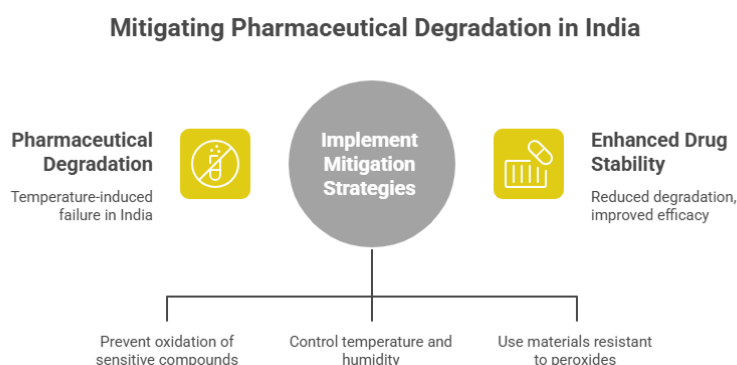 Mitigating Pharmaceutical Degradation in India
Pharmaceutical
Degradation
Temperature-induced
failure in India
Implement
Mitigation
Strategies
Enhanced Drug
Stability
Reduced degradation,
improved efficacy
Prevent oxidation of
sensitive compounds
Control temperature and
humidity
Use materials resistant
to peroxides